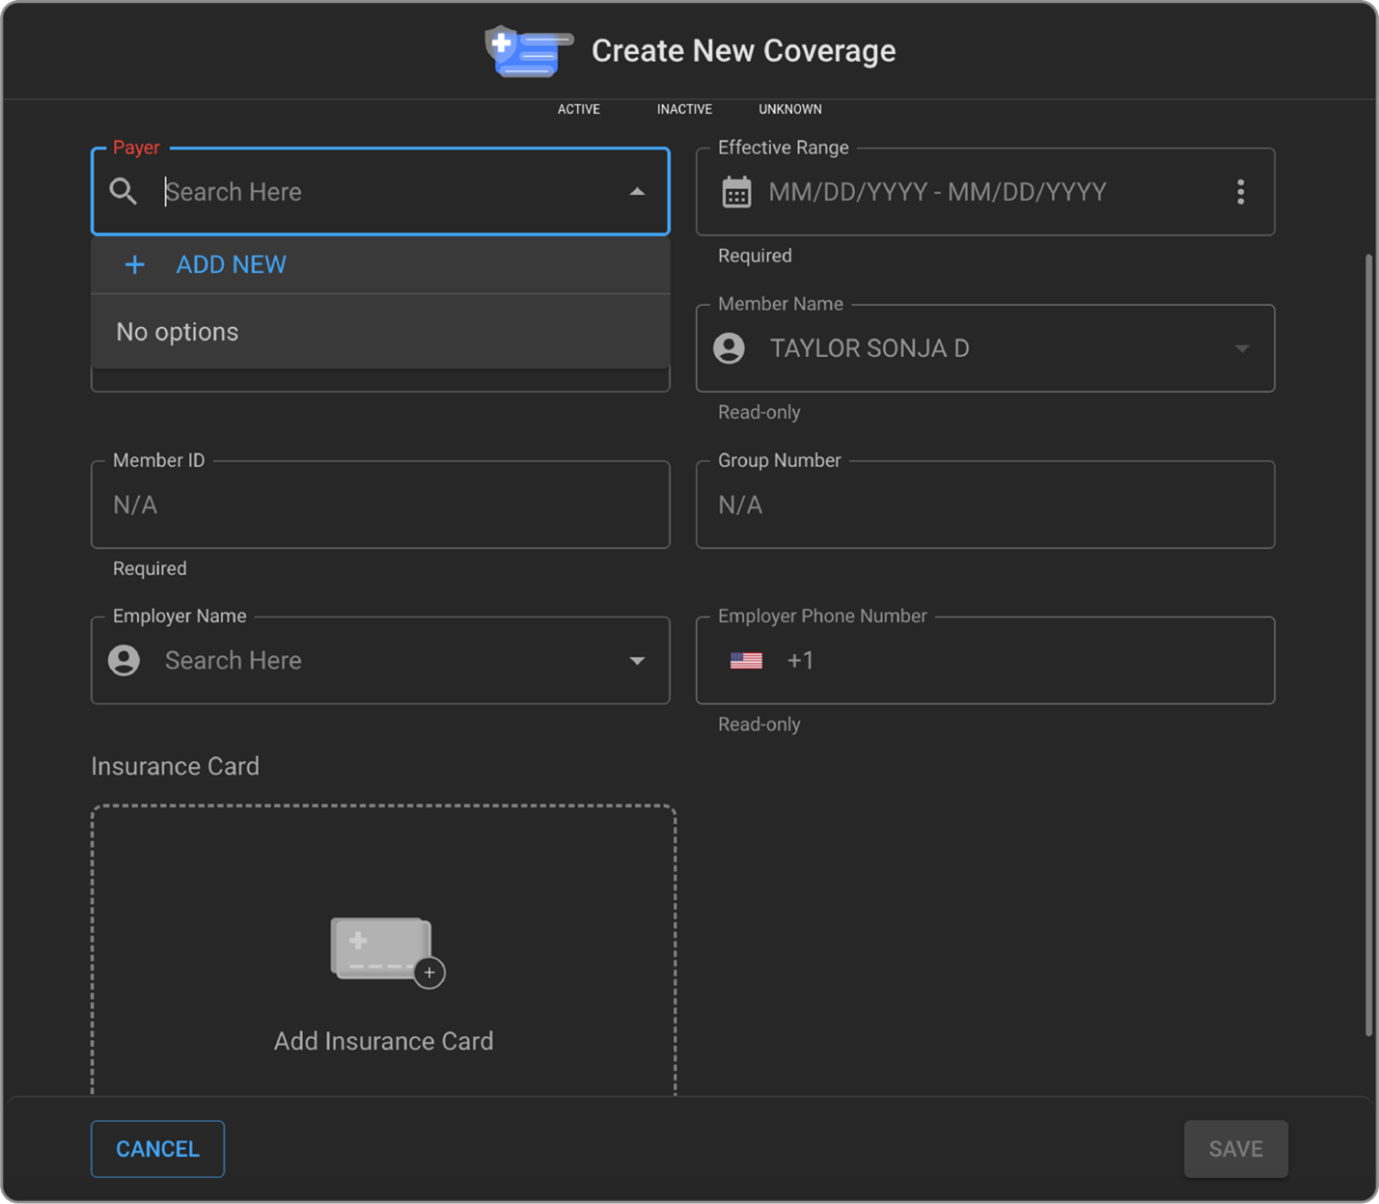 Create New Coverage
ACTIVE INACTIVE UNKNOWN
Payer
Search Here
Effective Range
MM/DD/YYYY - MM/DD/YYYY
Required
ADD NEW
No options
Member Name
TAYLOR SONJA D
Read-only
Member ID
N/A
Required
Group Number
N/A
Employer Name
Search Here
Employer Phone Number
+1
Read-only
Insurance Card
Add Insurance Card
CANCEL
SAVE